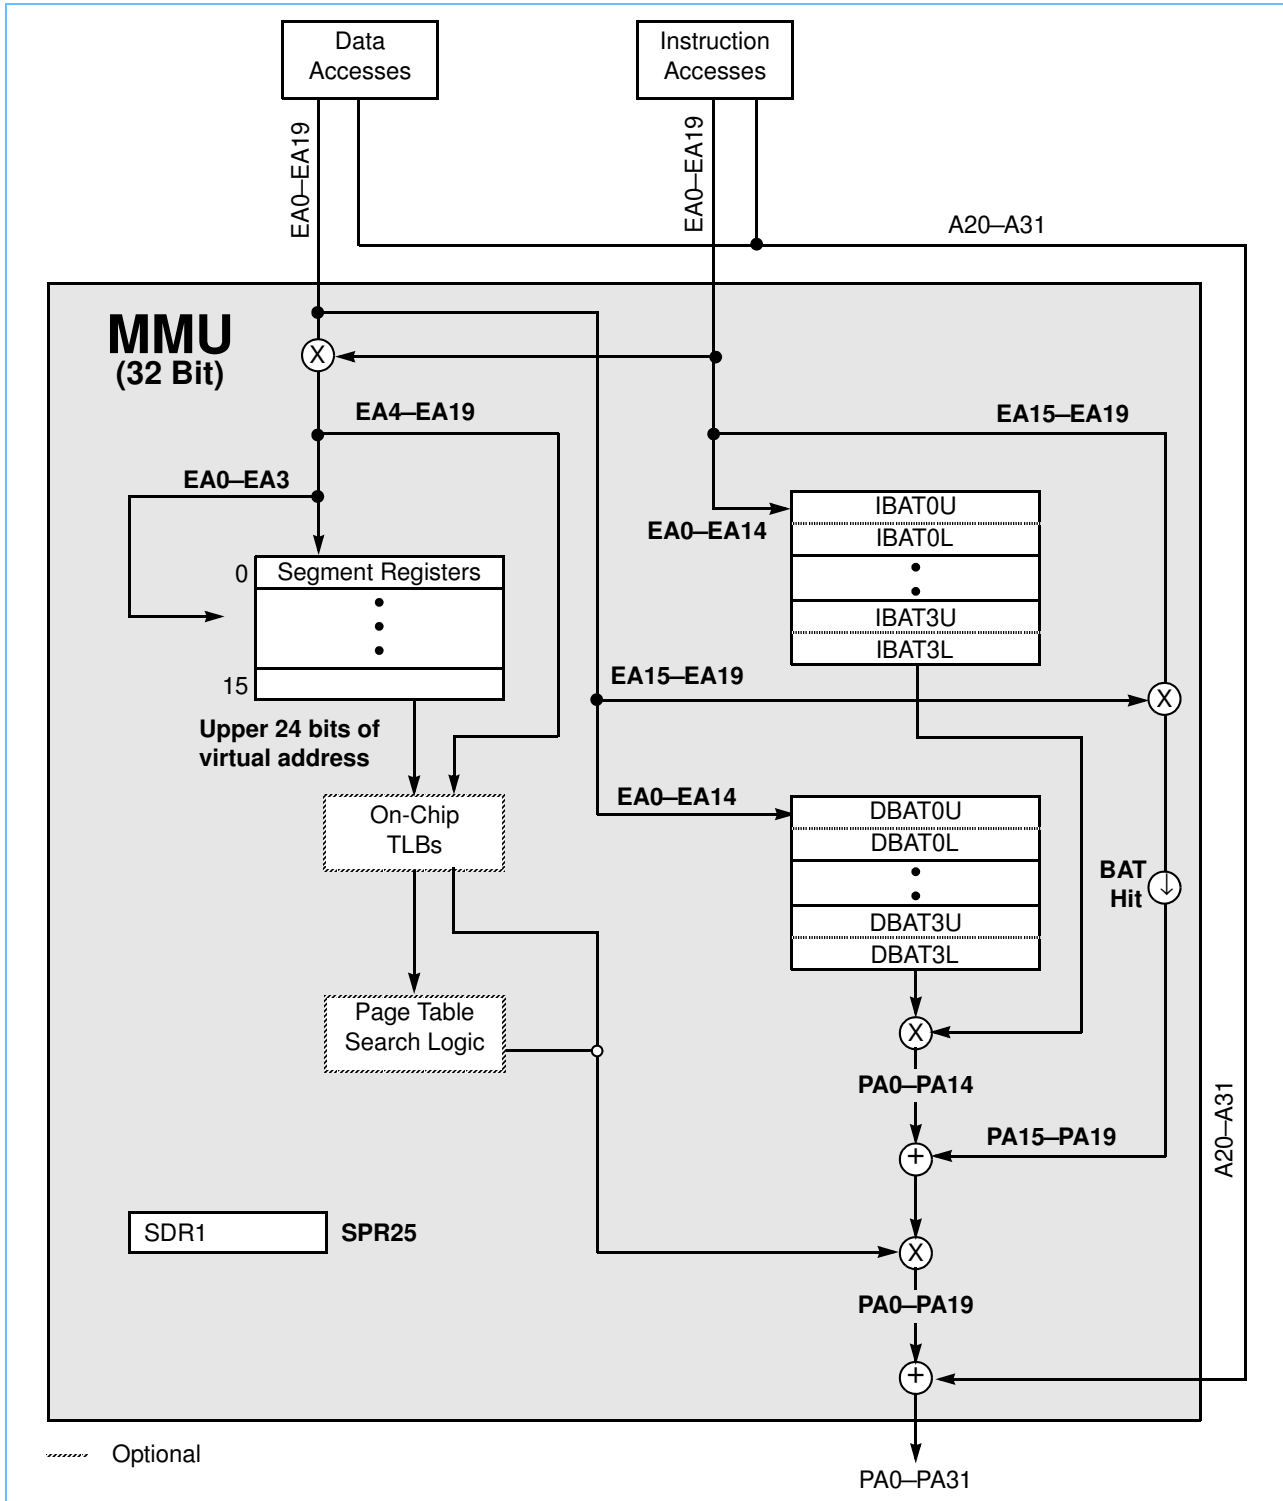 Data
Accesses
Instruction
Accesses
EA0–EA19
EA0–EA19
A20–A31
MMU
(32 Bit)
X
EA4–EA19
EA15–EA19
EA0–EA3
EA0–EA14
IBAT0U
IBAT0L
IBAT3U
IBAT3L
0
Segment Registers
15
EA15–EA19
X
Upper 24 bits of
virtual address
EA0–EA14
On-Chip
TLBs
DBAT0U
DBAT0L
DBAT3U
DBAT3L
BAT
Hit
Page Table
Search Logic
X
PA0–PA14
PA15–PA19
+
A20–A31
SDR1
SPR25
X
PA0–PA19
+
Optional
PA0–PA31